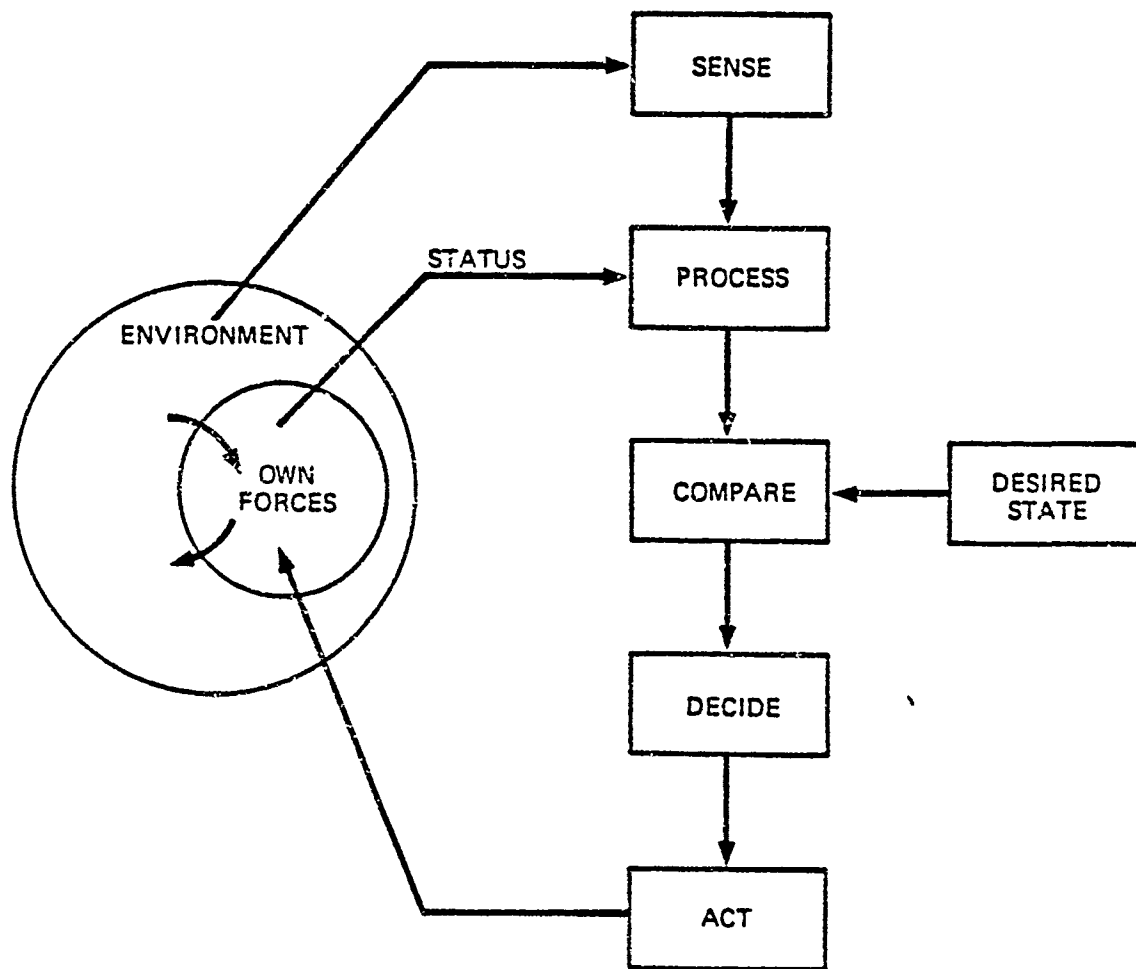 SENSE
STATUS
PROCESS
ENVIRONMENT
OWN
FORCES
COMPARE
DESIRED
STATE
DECIDE
ACT